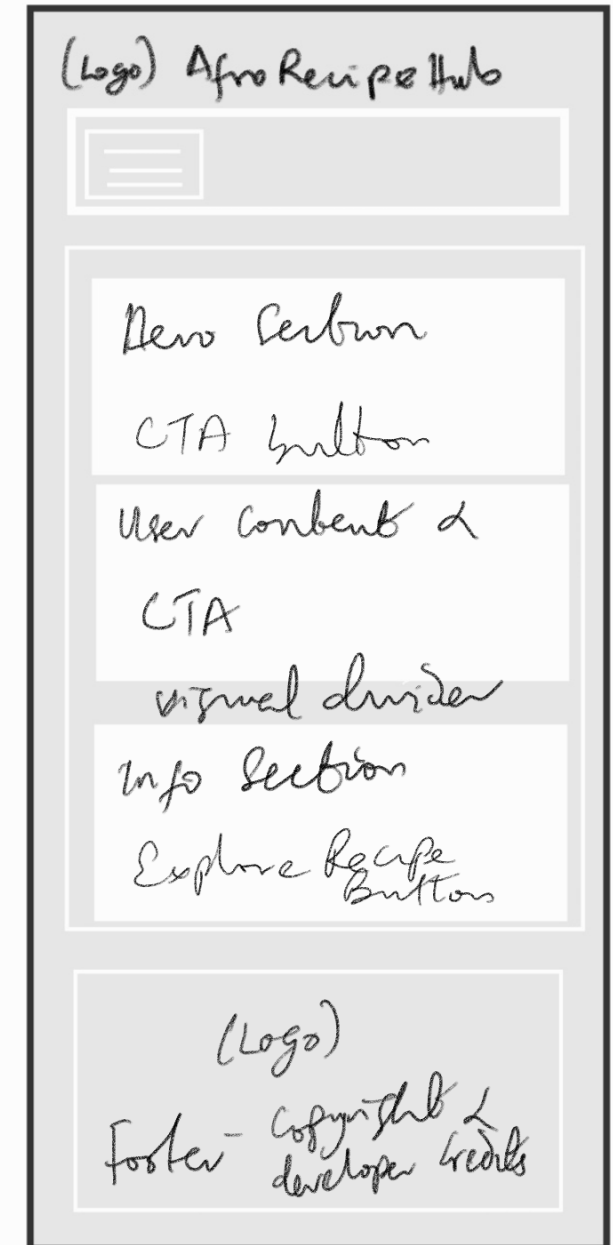 (Logo) AfroRecipeHub
Hero Section
CTA button
User Content &
CTA
visual divider
Info Section
Explore Recipe
Button
(Logo)
Footer - Copyright &
developer credits